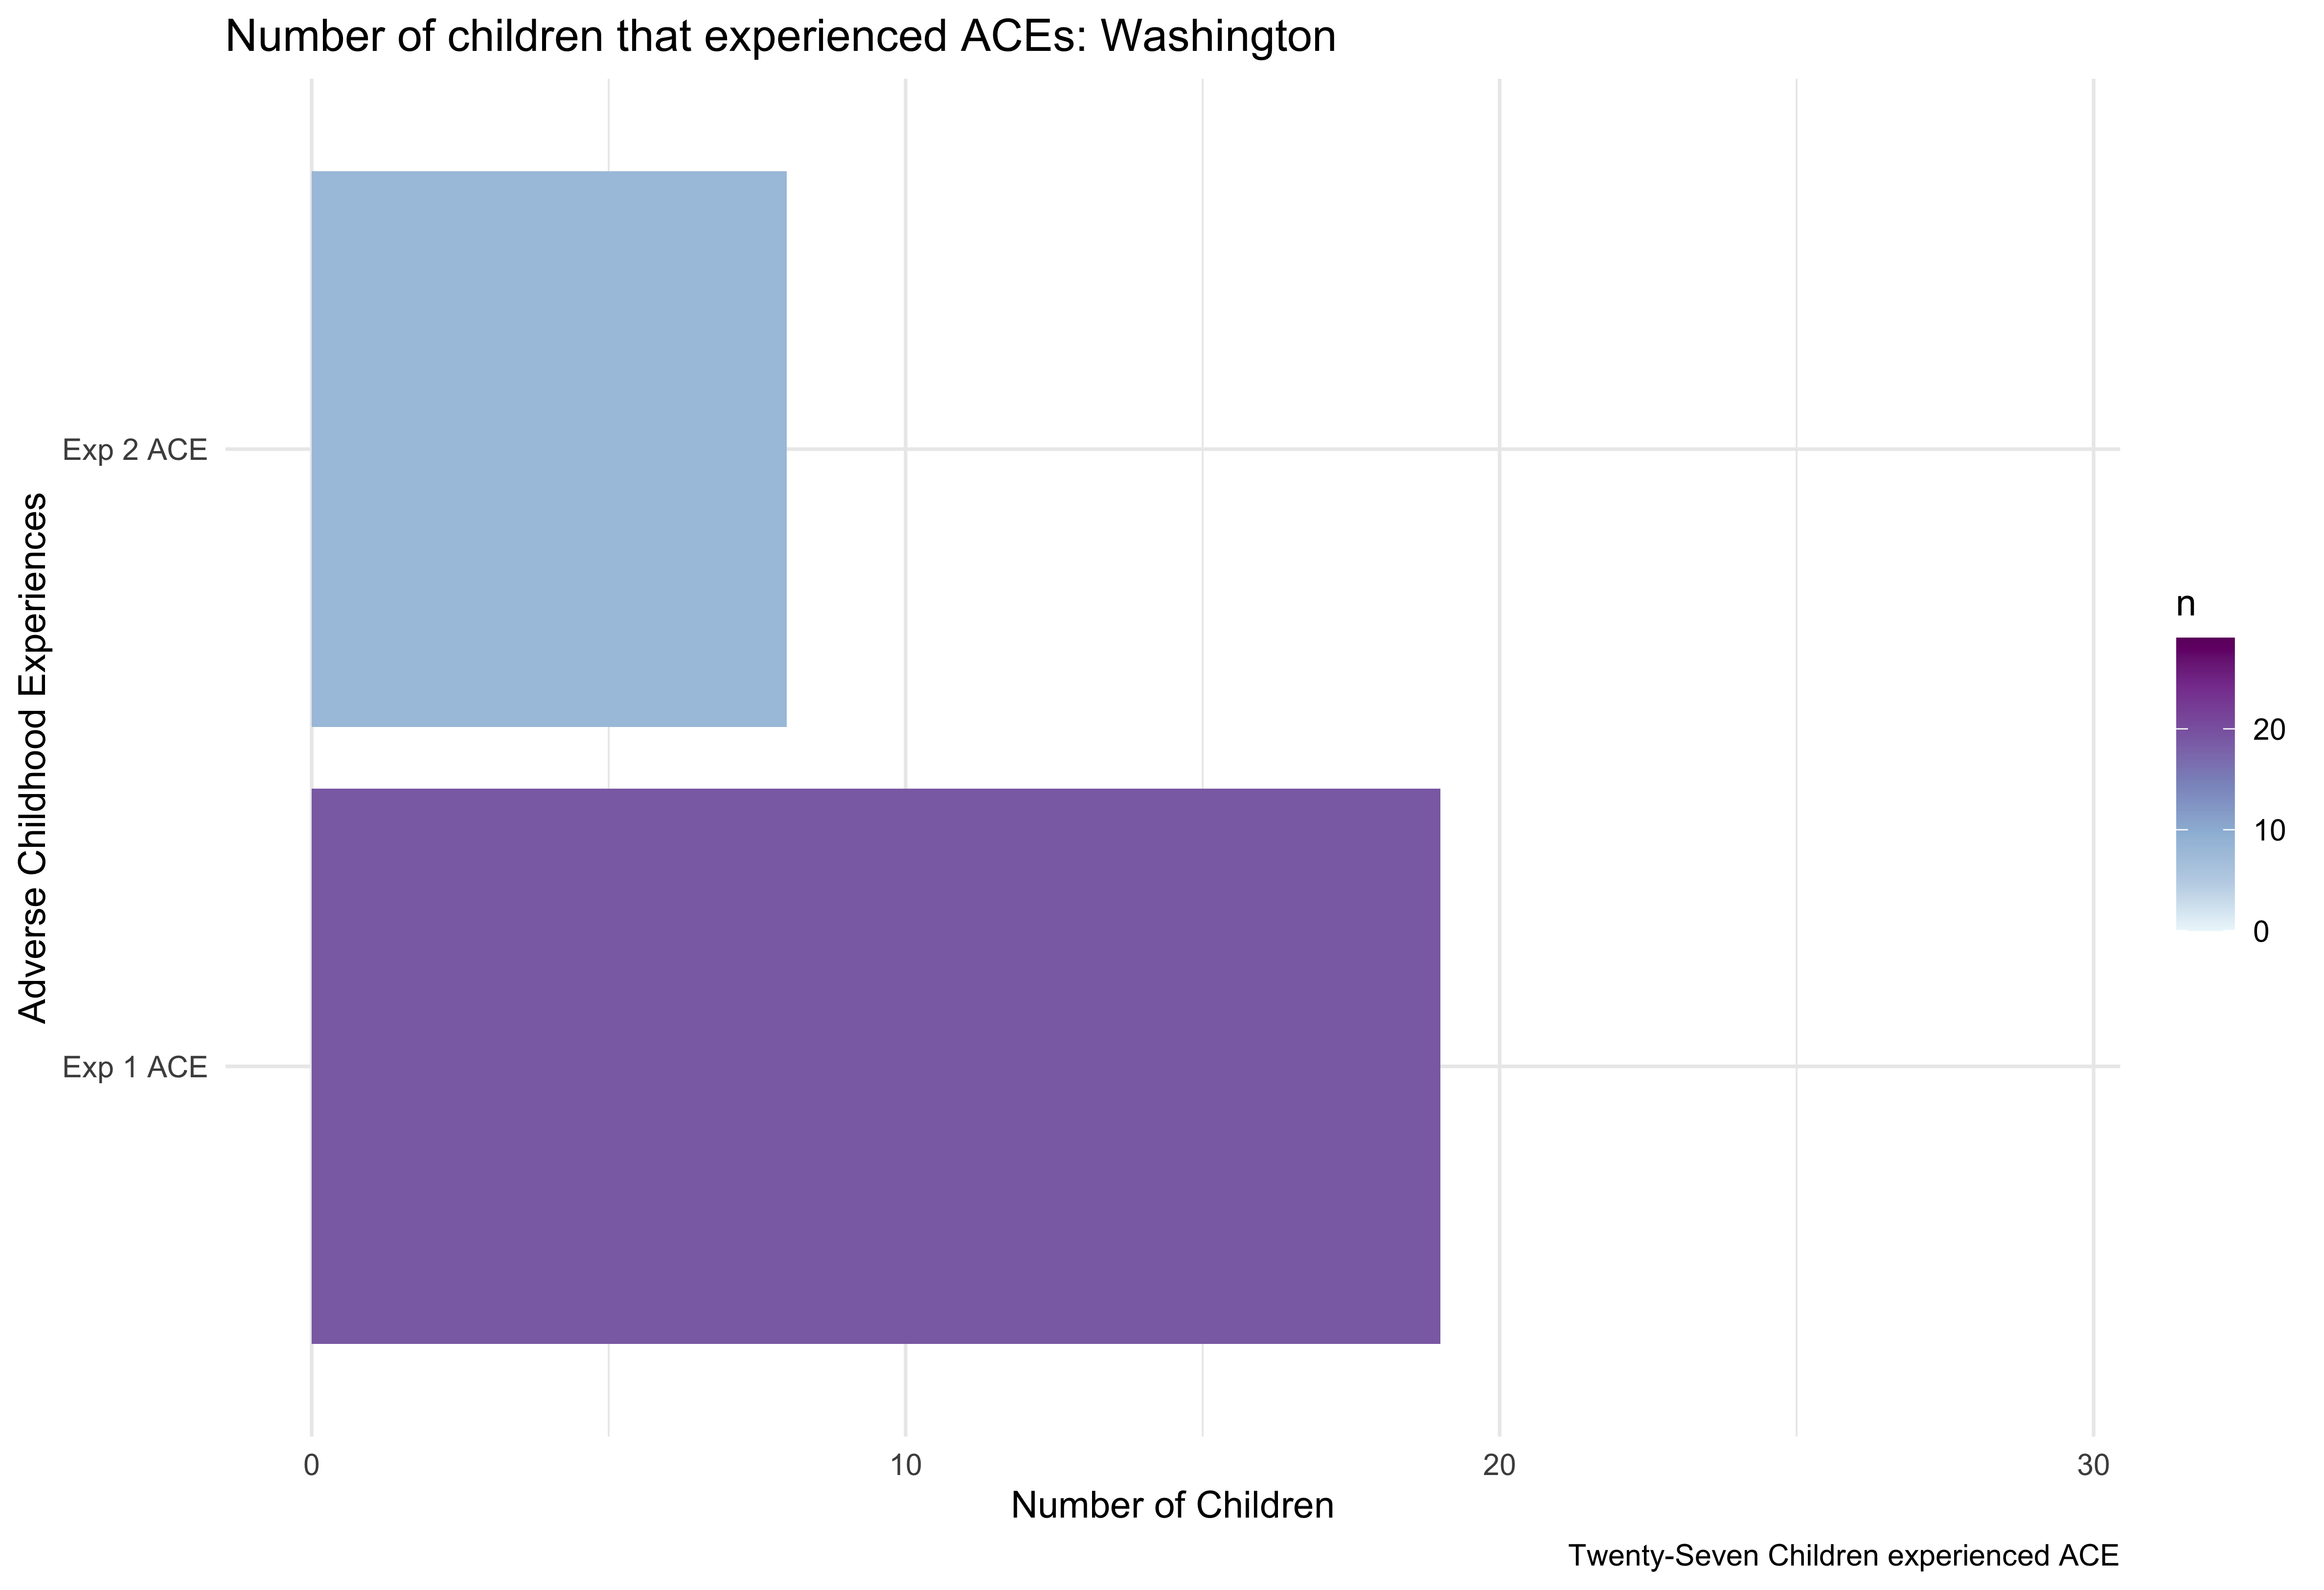 Number of children that experienced ACEs: Washington
Adverse Childhood Experiences
Exp 2 ACE
Exp 1 ACE
0
10
20
30
Number of Children
Twenty-Seven Children experienced ACE
n
20
10
0